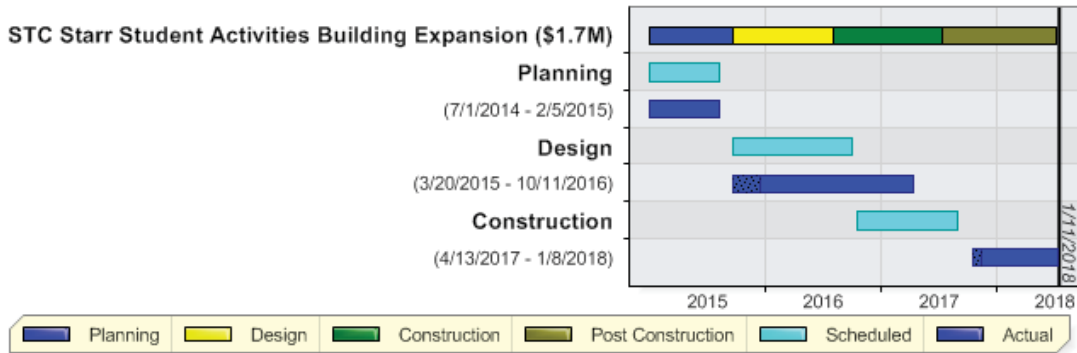 STC Starr Student Activities Building Expansion ($1.7M)
Planning
(7/1/2014 - 2/5/2015)
Design
(3/20/2015 - 10/11/2016)
Construction
(4/13/2017 - 1/8/2018)
1/11/2018
2015 2016 2017 2018
Planning Design Construction Post Construction Scheduled Actual